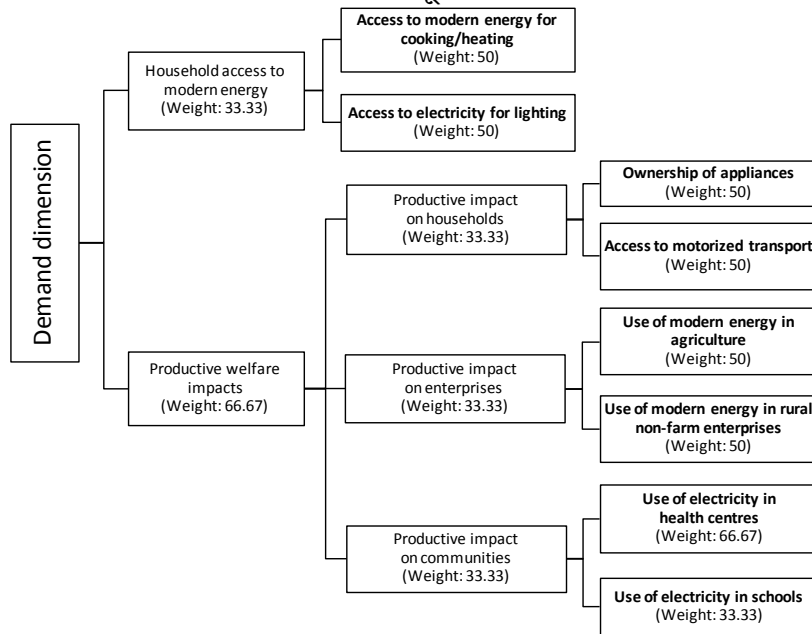 Demand dimension
Household access to
modern energy
(Weight: 33.33)
Access to modern energy for
cooking/heating
(Weight: 50)
Access to electricity for lighting
(Weight: 50)
Productive welfare
impacts
(Weight: 66.67)
Productive impact
on households
(Weight: 33.33)
Ownership of appliances
(Weight: 50)
Access to motorized transport
(Weight: 50)
Productive impact
on enterprises
(Weight: 33.33)
Use of modern energy in
agriculture
(Weight: 50)
Use of modern energy in rural
non-farm enterprises
(Weight: 50)
Productive impact
on communities
(Weight: 33.33)
Use of electricity in
health centres
(Weight: 66.67)
Use of electricity in schools
(Weight: 33.33)